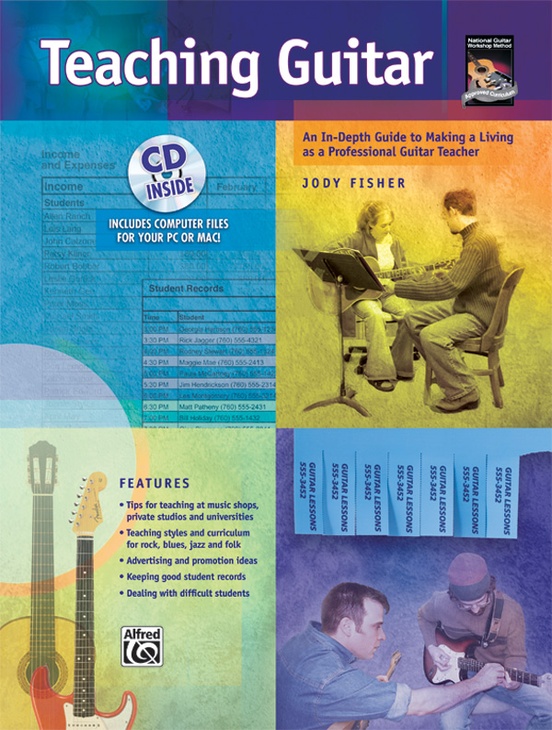 Teaching Guitar
National Guitar
Workshop Method
Approved Curriculum
An In-Depth Guide to Making a Living
as a Professional Guitar Teacher
JODY FISHER
CD
INSIDE
INCLUDES COMPUTER FILES
FOR YOUR PC OR MAC!
Income
and Expenses
Income February
Students
Allan Ranch
Lois Lang
Student Records
Time Student
3:30 PM Rick Jagger (760) 555-4321
4:30 PM Maggie Mae (760) 555-2413
5:30 PM Jim Hendrickson (760) 555-2314
6:30 PM Matt Patheny (760) 555-2431
FEATURES
• Tips for teaching at music shops,
private studios and universities
• Teaching styles and curriculum
for rock, blues, jazz and folk
• Advertising and promotion ideas
• Keeping good student records
• Dealing with difficult students
Alfred
GUITAR LESSONS
555-3452
GUITAR LESSONS
555-3452
GUITAR LESSONS
555-3452
GUITAR LESSONS
555-3452
GUITAR LESSONS
555-3452
GUITAR LESSONS
555-3452
GUITAR LESSONS
555-3452